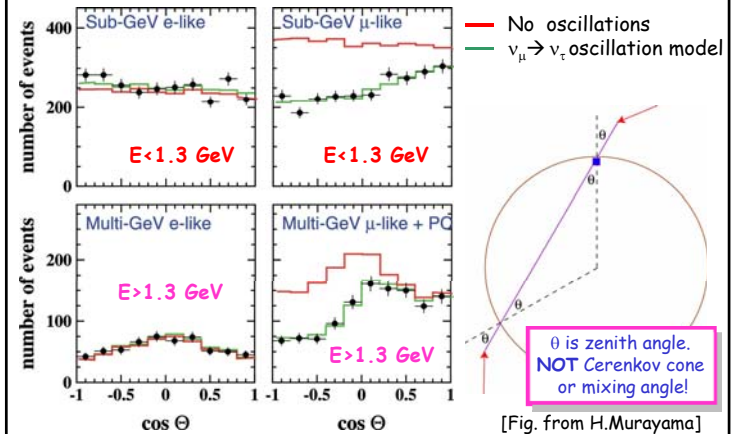 Sub-GeV e-like
Sub-GeV μ-like
400
200
0
number of events
E<1.3 GeV
E<1.3 GeV
Multi-GeV e-like
Multi-GeV μ-like + PC
200
100
0
number of events
E>1.3 GeV
E>1.3 GeV
-1 -0.5 0 0.5 1
-1 -0.5 0 0.5 1
cos Θ
cos Θ
No oscillations
νμ→ ντ oscillation model
θ
θ
θ
θ
θ is zenith angle.
NOT Cerenkov cone
or mixing angle!
[Fig. from H.Murayama]